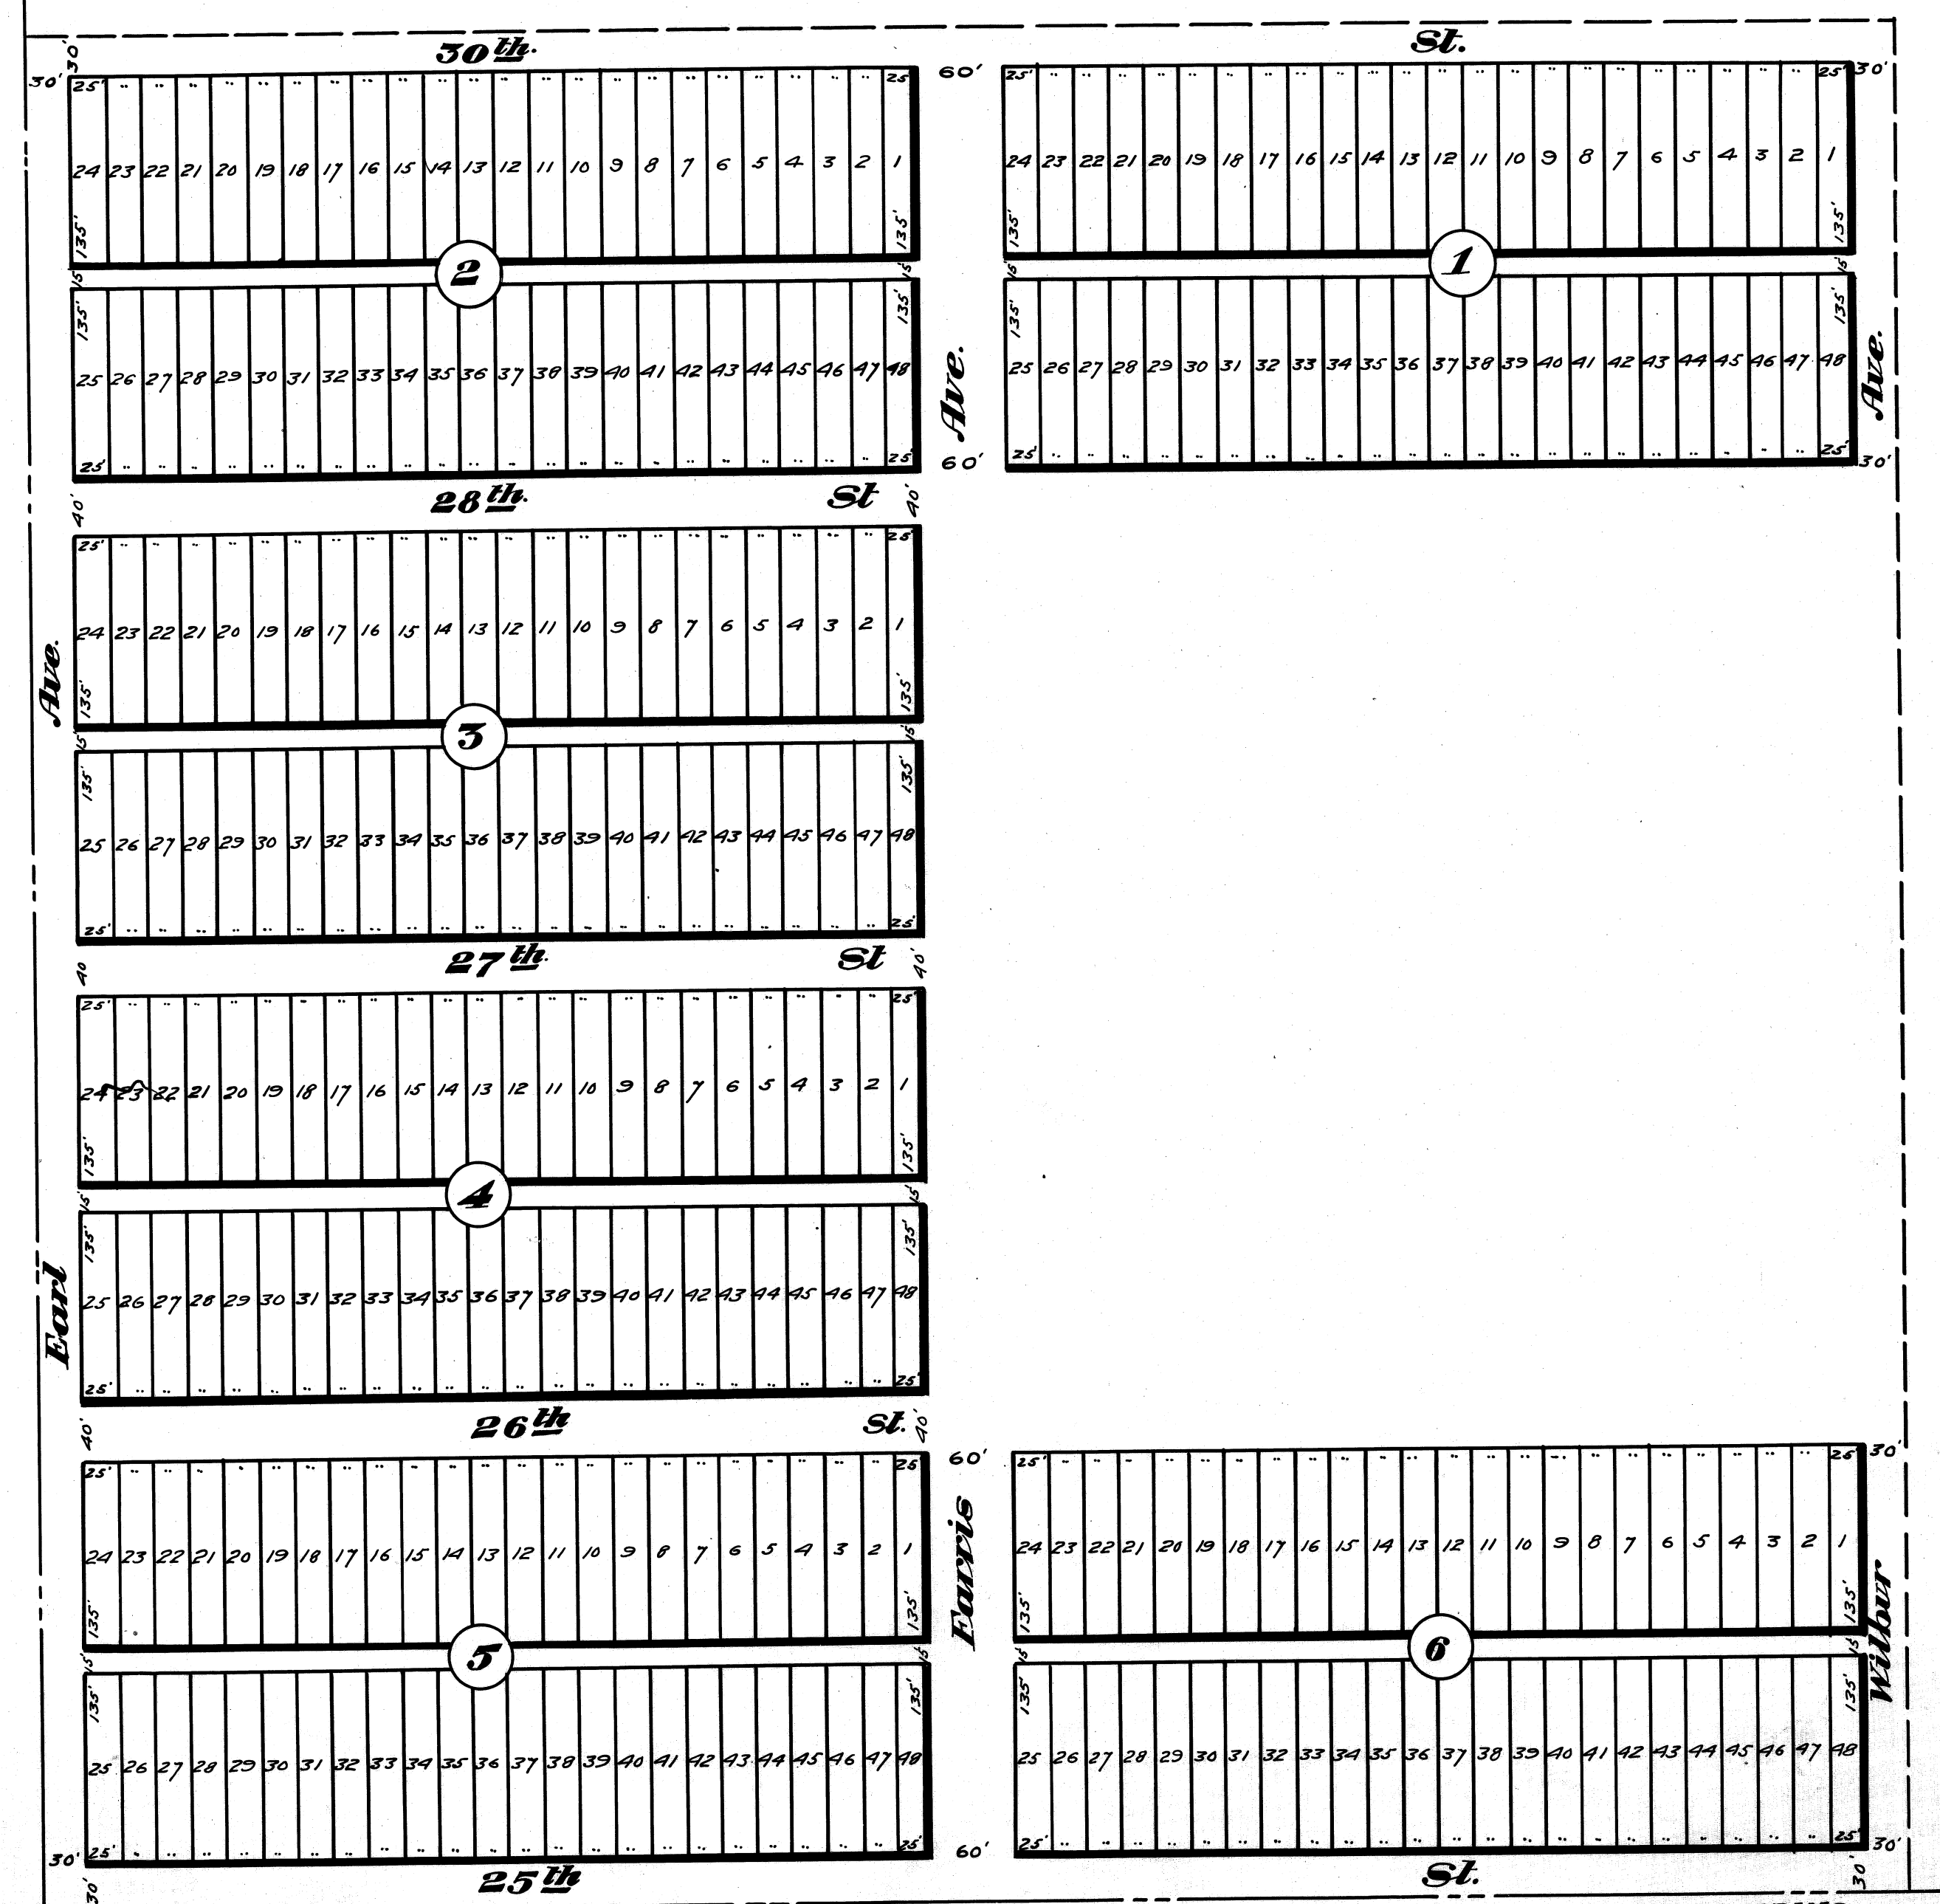 30th. St.
30' 30' 60' 30'
25' .. .. .. .. .. .. .. .. .. .. .. .. .. .. .. .. .. .. .. .. .. .. 25
25' .. .. .. .. .. .. .. .. .. .. .. .. .. .. .. .. .. .. .. .. .. .. 25'
24 23 22 21 20 19 18 17 16 15 14 13 12 11 10 9 8 7 6 5 4 3 2 1
24 23 22 21 20 19 18 17 16 15 14 13 12 11 10 9 8 7 6 5 4 3 2 1
135' 135' 135' 135'
15' 2 15' 15' 1 15'
135' 135' 135' 135'
25 26 27 28 29 30 31 32 33 34 35 36 37 38 39 40 41 42 43 44 45 46 47 48
25 26 27 28 29 30 31 32 33 34 35 36 37 38 39 40 41 42 43 44 45 46 47 48
Ave. Ave.
25' .. .. .. .. .. .. .. .. .. .. .. .. .. .. .. .. .. .. .. .. .. .. 25'
25' .. .. .. .. .. .. .. .. .. .. .. .. .. .. .. .. .. .. .. .. .. .. 25'
60' 30'
40' 28th. St 40'
25' .. .. .. .. .. .. .. .. .. .. .. .. .. .. .. .. .. .. .. .. .. .. 25'
24 23 22 21 20 19 18 17 16 15 14 13 12 11 10 9 8 7 6 5 4 3 2 1
Ave.
135' 135'
15' 3 15'
135' 135'
25 26 27 28 29 30 31 32 33 34 35 36 37 38 39 40 41 42 43 44 45 46 47 48
25' .. .. .. .. .. .. .. .. .. .. .. .. .. .. .. .. .. .. .. .. .. .. 25'
40 27th. St 40'
25' .. .. .. .. .. .. .. .. .. .. .. .. .. .. .. .. .. .. .. .. .. .. 25'
24 23 22 21 20 19 18 17 16 15 14 13 12 11 10 9 8 7 6 5 4 3 2 1
135' 135'
15' 4 15'
135' 135'
25 26 27 28 29 30 31 32 33 34 35 36 37 38 39 40 41 42 43 44 45 46 47 48
Earl
25' .. .. .. .. .. .. .. .. .. .. .. .. .. .. .. .. .. .. .. .. .. .. 25'
40' 26th St. 40'
60' 30'
25' .. .. .. .. .. .. .. .. .. .. .. .. .. .. .. .. .. .. .. .. .. .. 25
25' .. .. .. .. .. .. .. .. .. .. .. .. .. .. .. .. .. .. .. .. .. .. 25'
24 23 22 21 20 19 18 17 16 15 14 13 12 11 10 9 8 7 6 5 4 3 2 1
24 23 22 21 20 19 18 17 16 15 14 13 12 11 10 9 8 7 6 5 4 3 2 1
Farris Wilbur
135' 135' 135' 135'
15' 5 15' 15' 6 15'
135' 135' 135' 135'
25 26 27 28 29 30 31 32 33 34 35 36 37 38 39 40 41 42 43 44 45 46 47 48
25 26 27 28 29 30 31 32 33 34 35 36 37 38 39 40 41 42 43 44 45 46 47 48
30' 25' .. .. .. .. .. .. .. .. .. .. .. .. .. .. .. .. .. .. .. .. .. .. 25' 60'
25' .. .. .. .. .. .. .. .. .. .. .. .. .. .. .. .. .. .. .. .. .. .. 25' 30'
30' 25th St. 30'